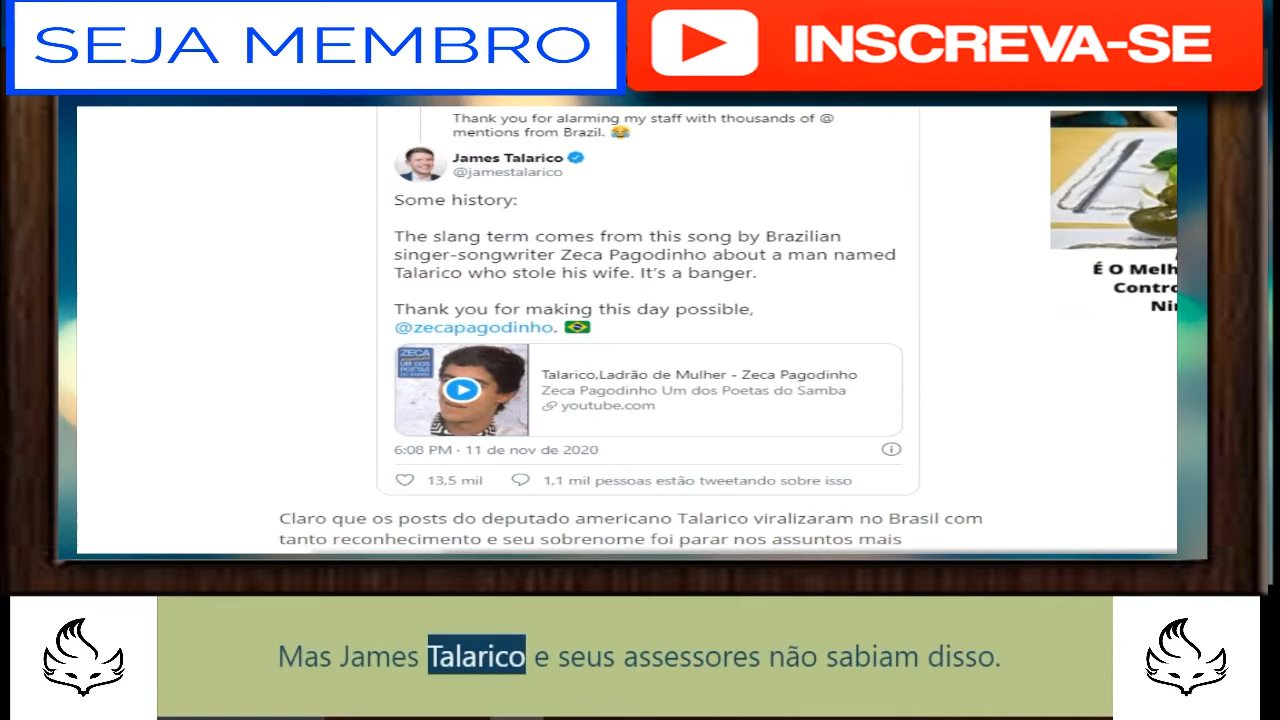 SEJA MEMBRO
INSCREVA-SE
Thank you for alarming my staff with thousands of @
mentions from Brazil. 😂
James Talarico
@jamestalarico
Some history:
The slang term comes from this song by Brazilian
singer-songwriter Zeca Pagodinho about a man named
Talarico who stole his wife. It's a banger.
Thank you for making this day possible,
@zecapagodinho. 🇧🇷
ZECA
UM DOS
POETAS
DO SAMBA
Talarico,Ladrão de Mulher - Zeca Pagodinho
Zeca Pagodinho Um dos Poetas do Samba
youtube.com
6:08 PM · 11 de nov de 2020
13,5 mil
1,1 mil pessoas estão tweetando sobre isso
É O Melh
Contro
Nir
Claro que os posts do deputado americano Talarico viralizaram no Brasil com
tanto reconhecimento e seu sobrenome foi parar nos assuntos mais
Mas James Talarico e seus assessores não sabiam disso.